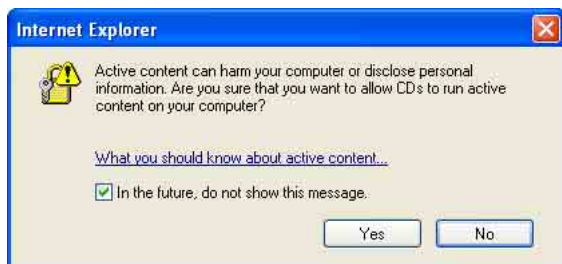 Internet Explorer
Active content can harm your computer or disclose personal
information. Are you sure that you want to allow CDs to run active
content on your computer?
What you should know about active content...
In the future, do not show this message.
Yes
No